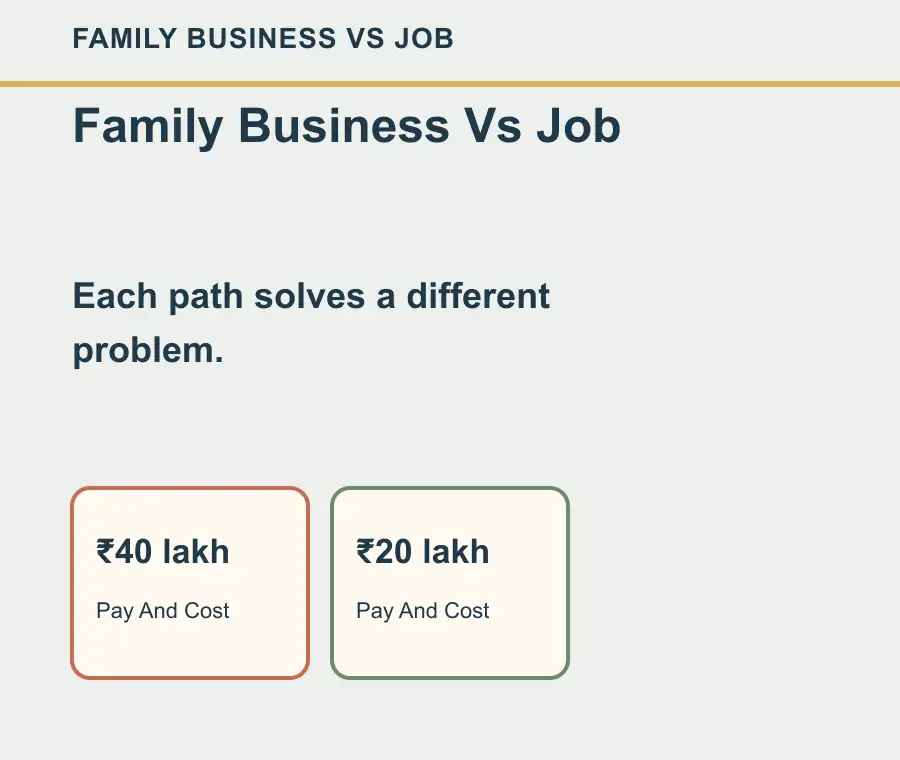 FAMILY BUSINESS VS JOB
Family Business Vs Job
Each path solves a different
problem.
₹40 lakh
Pay And Cost
₹20 lakh
Pay And Cost